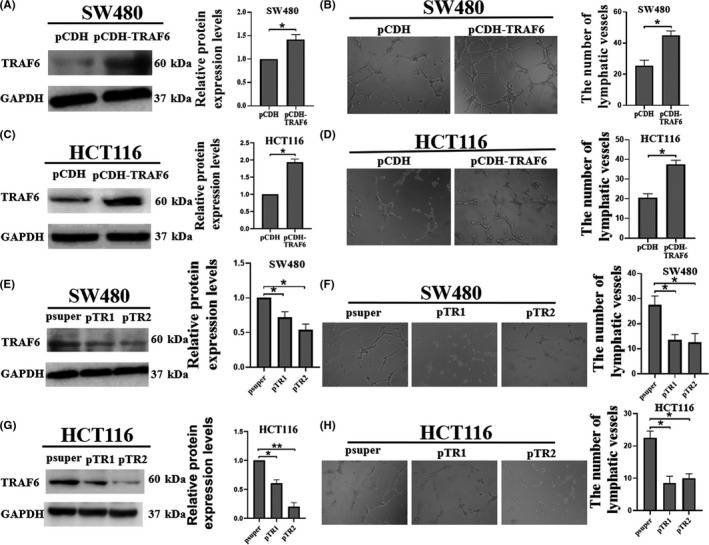 (A)
SW480
pCDH pCDH-TRAF6
TRAF6
60 kDa
GAPDH
37 kDa
Relative protein
expression levels
SW480
*
2.0
1.5
1.0
0.5
0.0
pCDH
pCDH-
TRAF6
(B)
SW480
pCDH
pCDH-TRAF6
The number of
lymphatic vessels
SW480
*
60
40
20
0
pCDH
pCDH-
TRAF6
(C)
HCT116
pCDH pCDH-TRAF6
TRAF6
60 kDa
GAPDH
37 kDa
Relative protein
expression levels
HCT116
*
2.5
2.0
1.5
1.0
0.5
0.0
pCDH
pCDH-
TRAF6
(D)
HCT116
pCDH
pCDH-TRAF6
The number of
lymphatic vessels
HCT116
*
50
40
30
20
10
0
pCDH
pCDH-
TRAF6
(E)
SW480
psuper pTR1 pTR2
TRAF6
60 kDa
GAPDH
37 kDa
Relative protein
expression levels
SW480
*
*
1.5
1.0
0.5
0.0
psuper
pTR1
pTR2
(F)
SW480
psuper
pTR1
pTR2
The number of
lymphatic vessels
SW480
*
*
40
30
20
10
0
psuper
pTR1
pTR2
(G)
HCT116
psuper pTR1 pTR2
TRAF6
60 kDa
GAPDH
37 kDa
Relative protein
expression levels
HCT116
**
*
1.5
1.0
0.5
0.0
psuper
pTR1
pTR2
(H)
HCT116
psuper
pTR1
pTR2
The number of
lymphatic vessels
HCT116
*
*
30
20
10
0
psuper
pTR1
pTR2